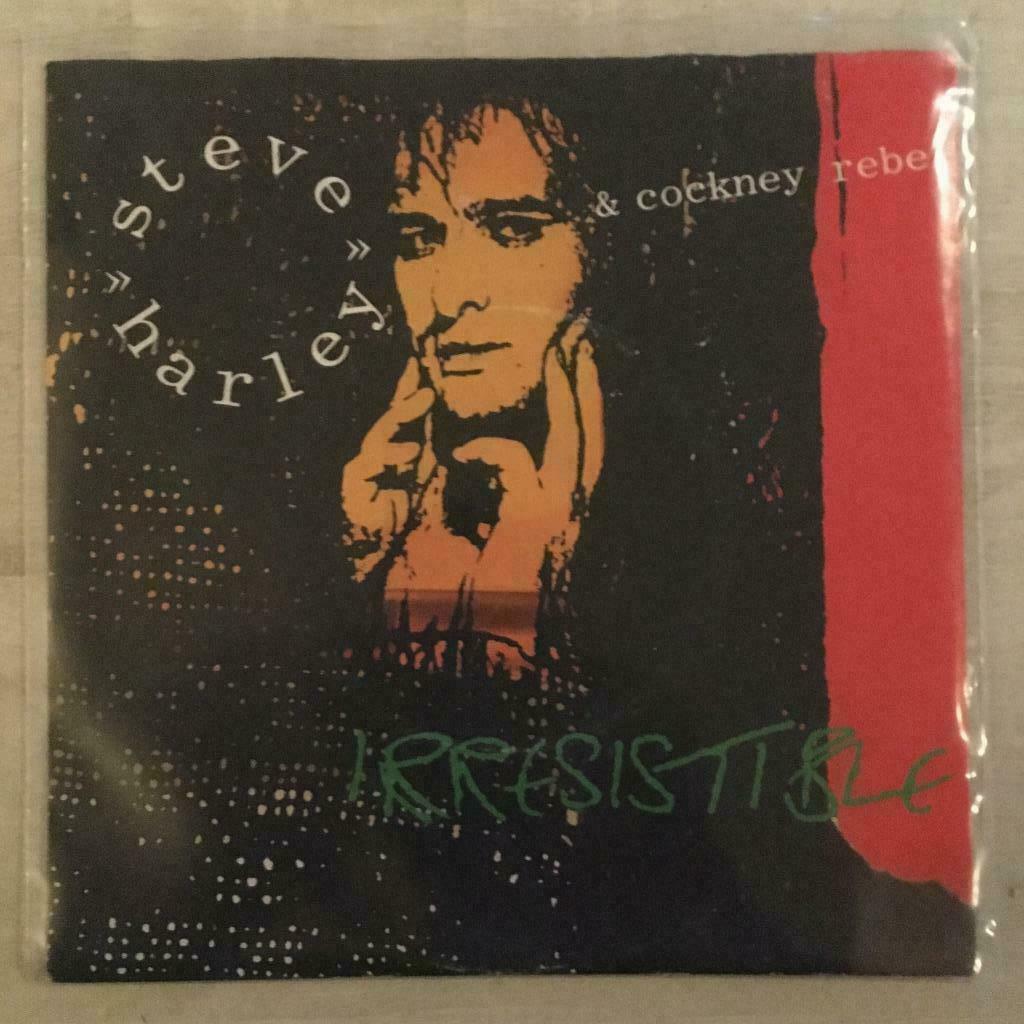 »steve»
harley
& cockney rebe
IRRESISTIBLE